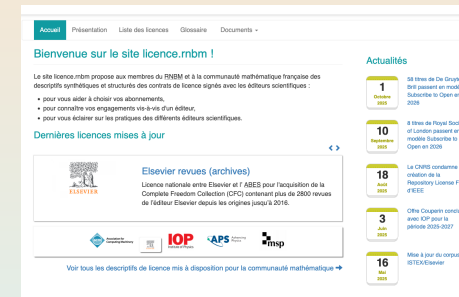 Accueil
Présentation
Liste des licences
Glossaire
Documents
Bienvenue sur le site licence.rnbm !
Le site licence.rnbm propose aux membres du RNBM et à la communauté mathématique française des
descriptifs synthétiques et structurés des contrats de licence signés avec les éditeurs scientifiques :
• pour vous aider à choisir vos abonnements,
• pour connaître vos engagements vis-à-vis d'un éditeur,
• pour vous éclairer sur les pratiques des différents éditeurs scientifiques.
Dernières licences mises à jour
ELSEVIER
Elsevier revues (archives)
Licence nationale entre Elsevier et l' ABES pour l'acquisition de la
Complete Freedom Collection (CFC) contenant plus de 2800 revues
de l'éditeur Elsevier depuis les origines jusqu'à 2016.
IOP
APS
msp
Voir tous les descriptifs de licence mis à disposition pour la communauté mathématique
Actualités
1
Octobre
2025
58 titres de De Gruyte
Brill passent en modè
Subscribe to Open en
2026
10
Septembre
2025
8 titres de Royal Soci
of London passent en
modèle Subscribe to
Open en 2026
18
Août
2025
Le CNRS condamne
création de la
Repository License F
d'IEEE
3
Juin
2025
Offre Couperin conclu
avec IOP pour la
période 2025-2027
16
Mai
2025
Mise à jour du corpus
ISTEX/Elsevier